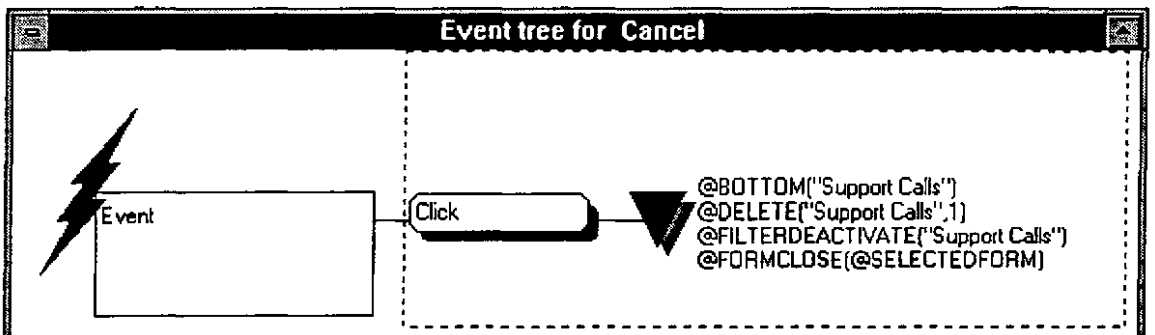 Event tree for Cancel
Event
Click
@BOTTOM("Support Calls")
@DELETE("Support Calls",1)
@FILTERDEACTIVATE("Support Calls")
@FORMCLOSE(@SELECTEDFORM)